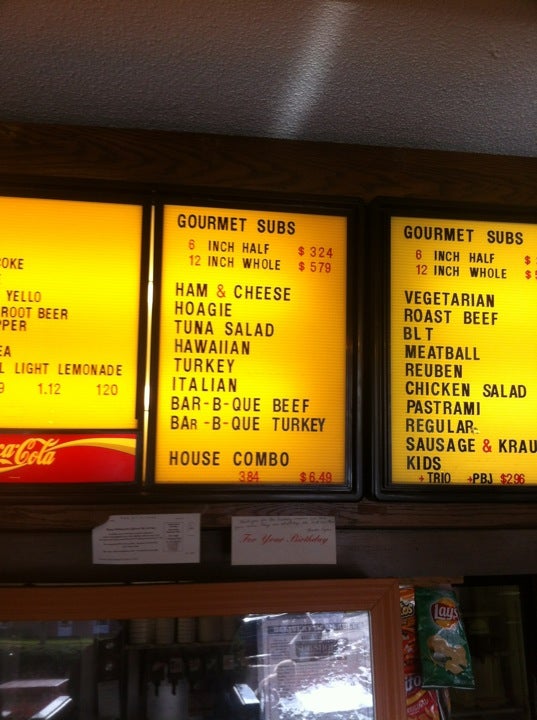 OKE
YELLO
ROOT BEER
PPER
EA
L LIGHT LEMONADE
9 1.12 120
ca-Cola
GOURMET SUBS
6 INCH HALF $ 324
12 INCH WHOLE $ 579
HAM & CHEESE
HOAGIE
TUNA SALAD
HAWAIIAN
TURKEY
ITALIAN
BAR-B-QUE BEEF
BAR-B-QUE TURKEY
HOUSE COMBO
384 $6.49
GOURMET SUBS
6 INCH HALF $
12 INCH WHOLE $
VEGETARIAN
ROAST BEEF
BLT
MEATBALL
REUBEN
CHICKEN SALAD
PASTRAMI
REGULAR
SAUSAGE & KRAU
KIDS
+TRIO +PBJ $296
For Your Birthday
Lays